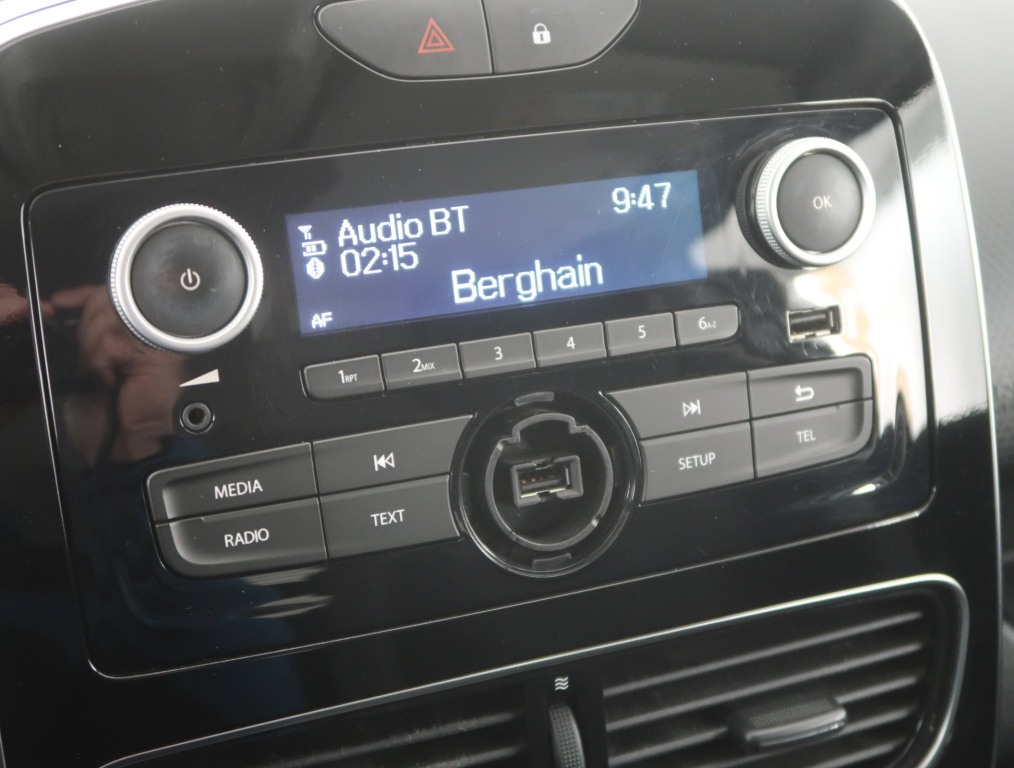 9:47
Audio BT
02:15
Berghain
AF
OK
1RPT
2MIX
3
4
5
6A-Z
MEDIA
RADIO
TEXT
SETUP
TEL